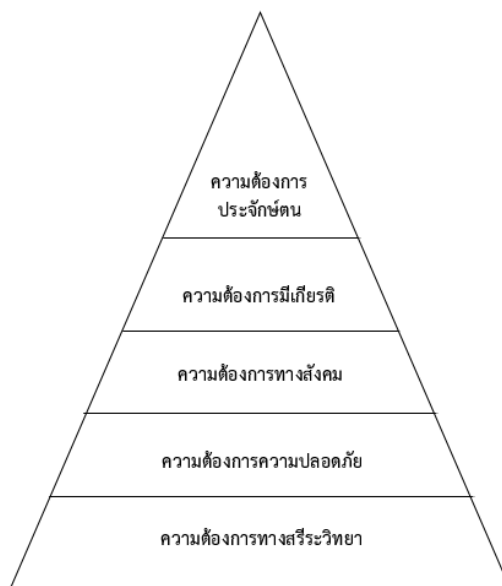 ความต้องการ
ประจักษ์ตน
ความต้องการมีเกียรติ
ความต้องการทางสังคม
ความต้องการความปลอดภัย
ความต้องการทางสรีระวิทยา